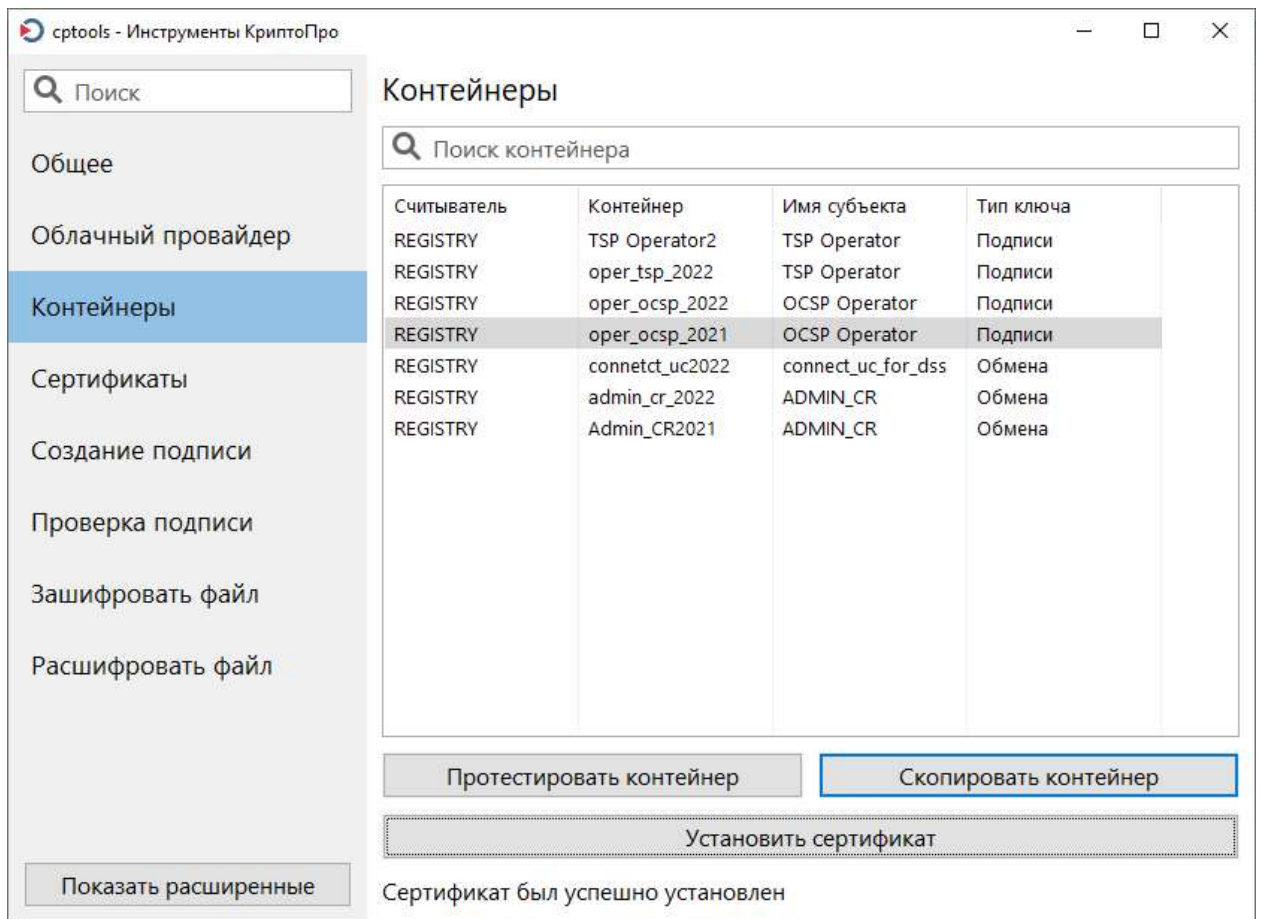 cptools - Инструменты КриптоПро
Поиск
Общее
Облачный провайдер
Контейнеры
Сертификаты
Создание подписи
Проверка подписи
Зашифровать файл
Расшифровать файл
Показать расширенные
Контейнеры
Поиск контейнера
Считыватель Контейнер Имя субъекта Тип ключа
REGISTRY TSP Operator2 TSP Operator Подписи
REGISTRY oper_tsp_2022 TSP Operator Подписи
REGISTRY oper_ocsp_2022 OCSP Operator Подписи
REGISTRY oper_ocsp_2021 OCSP Operator Подписи
REGISTRY connetct_uc2022 connect_uc_for_dss Обмена
REGISTRY admin_cr_2022 ADMIN_CR Обмена
REGISTRY Admin_CR2021 ADMIN_CR Обмена
Протестировать контейнер Скопировать контейнер
Установить сертификат
Сертификат был успешно установлен